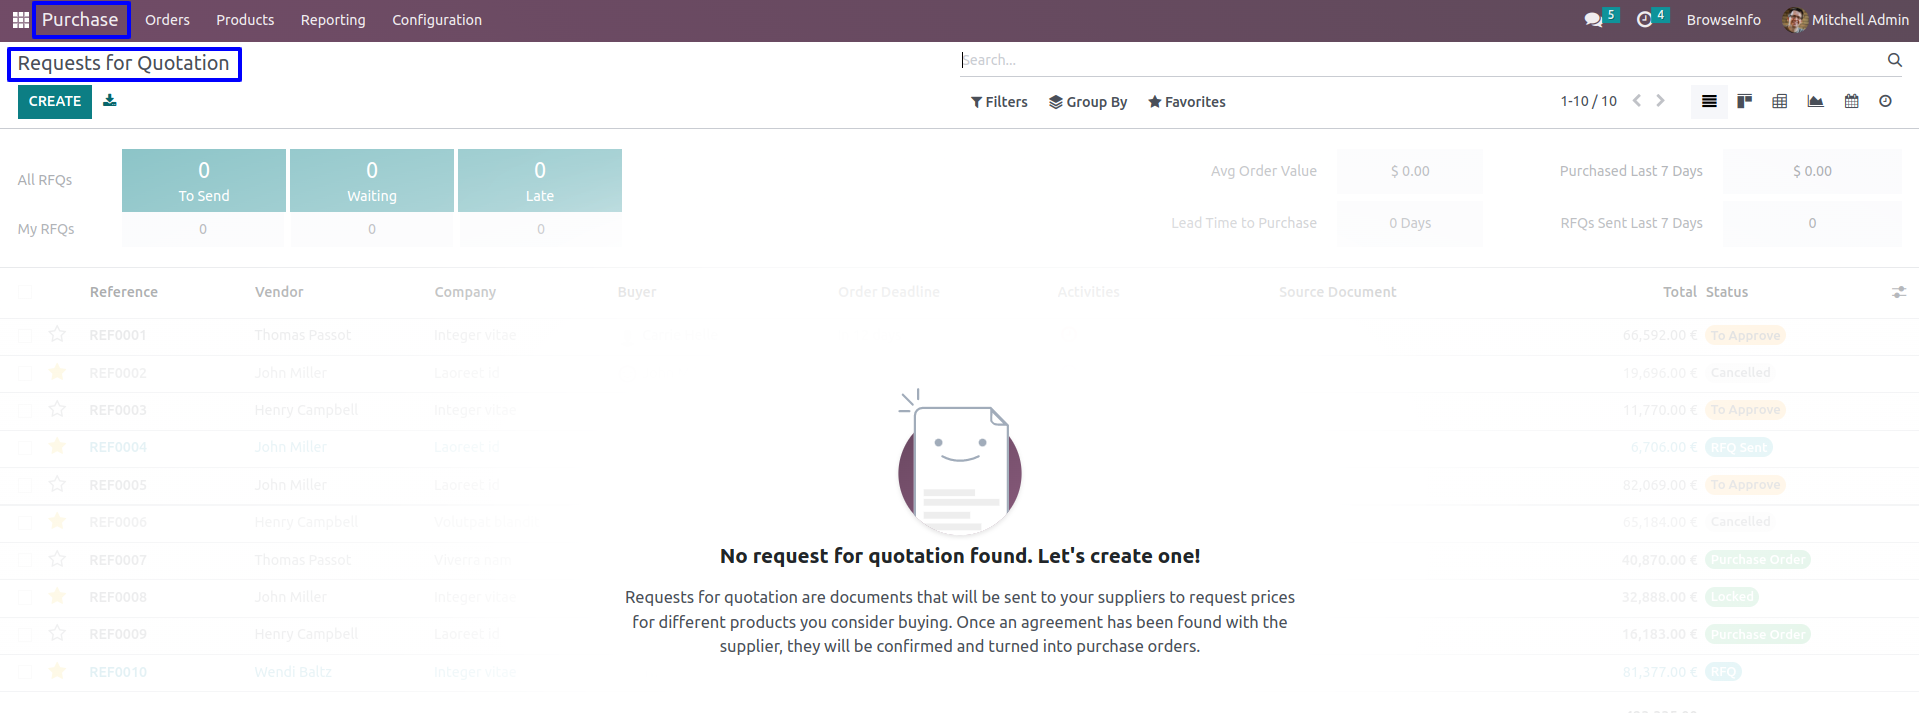 Purchase Orders Products Reporting Configuration 5 4 BrowseInfo Mitchell Admin
Requests for Quotation
Search...
CREATE
Filters Group By Favorites 1-10 / 10
All RFQs 0 To Send 0 Waiting 0 Late
My RFQs 0 0 0
Avg Order Value $ 0.00 Purchased Last 7 Days $ 0.00
Lead Time to Purchase 0 Days RFQs Sent Last 7 Days 0
Reference Vendor Company Buyer Order Deadline Activities Source Document Total Status
REF0001 Thomas Passot Integer vitae 66,592.00 € To Approve
REF0002 John Miller Laoreet id 19,696.00 € Cancelled
REF0003 Henry Campbell Integer vitae 11,770.00 € To Approve
REF0004 John Miller Laoreet id 6,706.00 € RFQ Sent
REF0005 John Miller Laoreet id 82,069.00 € To Approve
REF0006 Henry Campbell 65,184.00 € Cancelled
REF0007 Thomas Passot 40,870.00 € Purchase Order
REF0008 John Miller Integer vitae 32,888.00 € Locked
REF0009 Henry Campbell Laoreet id 16,183.00 € Purchase Order
REF0010 Wendi Baltz Integer vitae 81,377.00 € RFQ
No request for quotation found. Let's create one!
Requests for quotation are documents that will be sent to your suppliers to request prices
for different products you consider buying. Once an agreement has been found with the
supplier, they will be confirmed and turned into purchase orders.